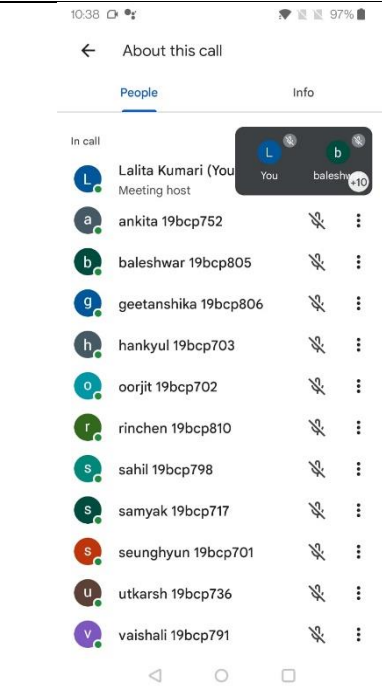 10:38 97%
About this call
People Info
In call
L Lalita Kumari (You
Meeting host
L b
You baleshw +10
a ankita 19bcp752
b baleshwar 19bcp805
g geetanshika 19bcp806
h hankyul 19bcp703
o oorjit 19bcp702
r rinchen 19bcp810
s sahil 19bcp798
s samyak 19bcp717
s seunghyun 19bcp701
u utkarsh 19bcp736
v vaishali 19bcp791